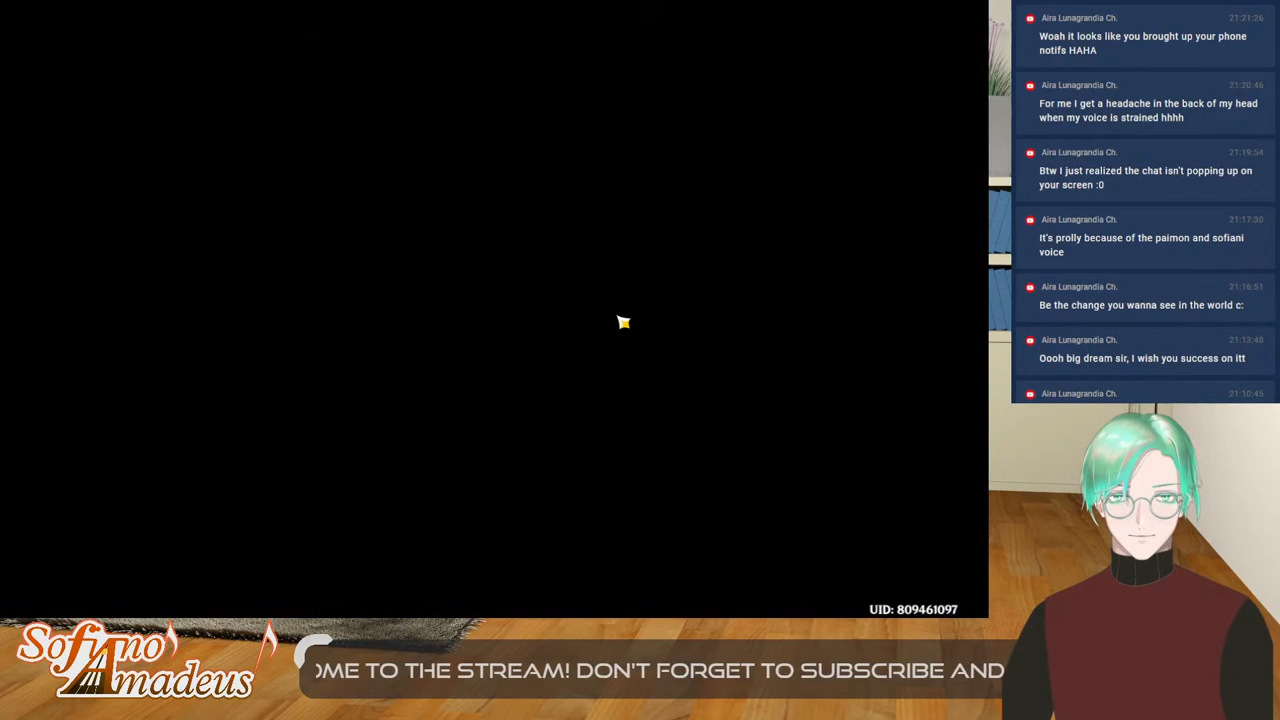 Aira Lunagrandia Ch. 21:21:26
Woah it looks like you brought up your phone
notifs HAHA
Aira Lunagrandia Ch. 21:20:46
For me I get a headache in the back of my head
when my voice is strained hhhh
Aira Lunagrandia Ch. 21:19:54
Btw I just realized the chat isn't popping up on
your screen :0
Aira Lunagrandia Ch. 21:17:30
It's prolly because of the paimon and sofiani
voice
Aira Lunagrandia Ch. 21:16:51
Be the change you wanna see in the world c:
Aira Lunagrandia Ch. 21:13:48
Oooh big dream sir, I wish you success on itt
Aira Lunagrandia Ch. 21:10:45
UID: 809461097
Sofiano
Amadeus
OME TO THE STREAM! DON'T FORGET TO SUBSCRIBE AND